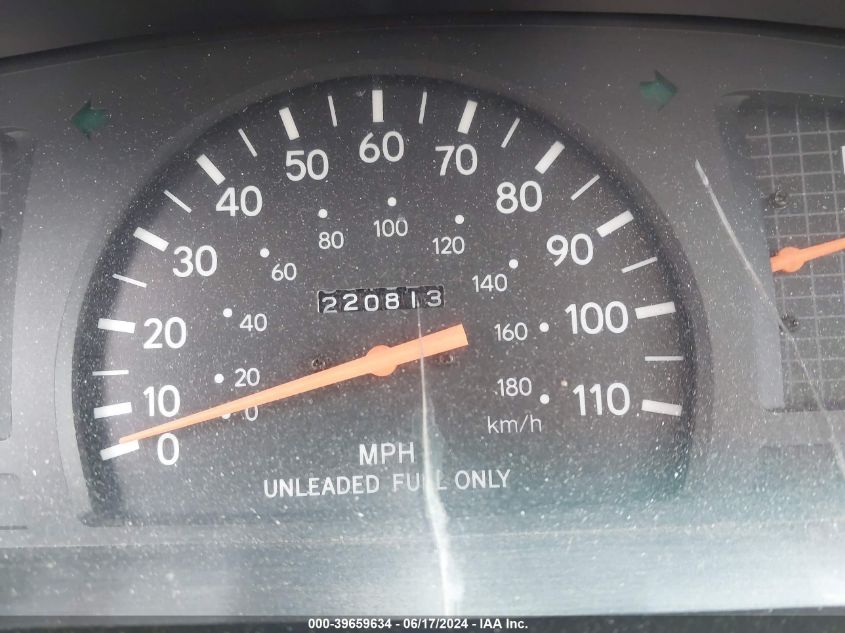 0 10 20 30 40 50 60 70 80 90 100 110
0 20 40 60 80 100 120 140 160 180
km/h
220813
MPH
UNLEADED FUEL ONLY
000-39659634 - 06/17/2024 - IAA Inc.